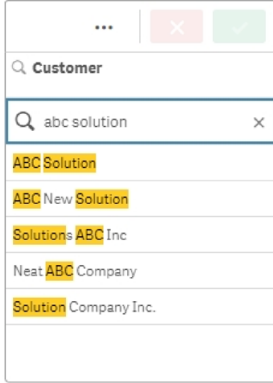 ...
Customer
abc solution
ABC Solution
ABC New Solution
Solutions ABC Inc
Neat ABC Company
Solution Company Inc.